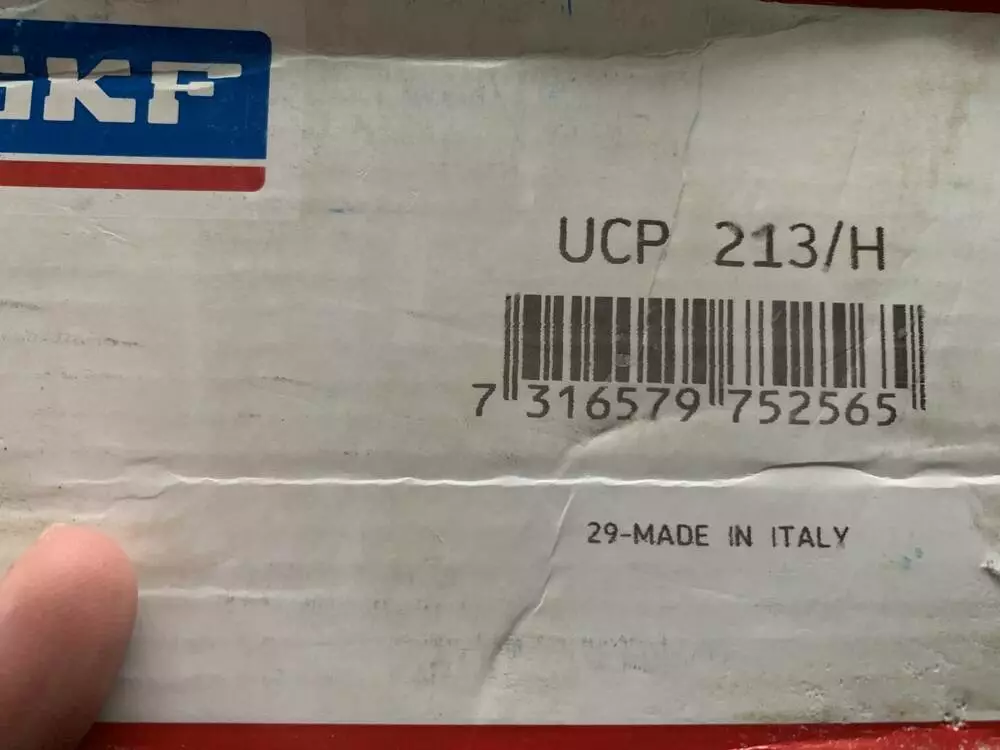 SKF
UCP 213/H
7 316579 752565
29-MADE IN ITALY